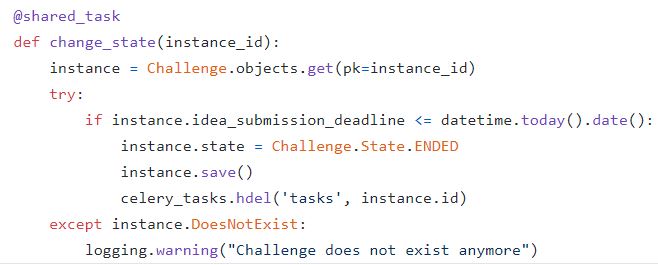 @shared_task
def change_state(instance_id):
    instance = Challenge.objects.get(pk=instance_id)
    try:
        if instance.idea_submission_deadline <= datetime.today().date():
            instance.state = Challenge.State.ENDED
            instance.save()
            celery_tasks.hdel('tasks', instance.id)
    except instance.DoesNotExist:
        logging.warning("Challenge does not exist anymore")